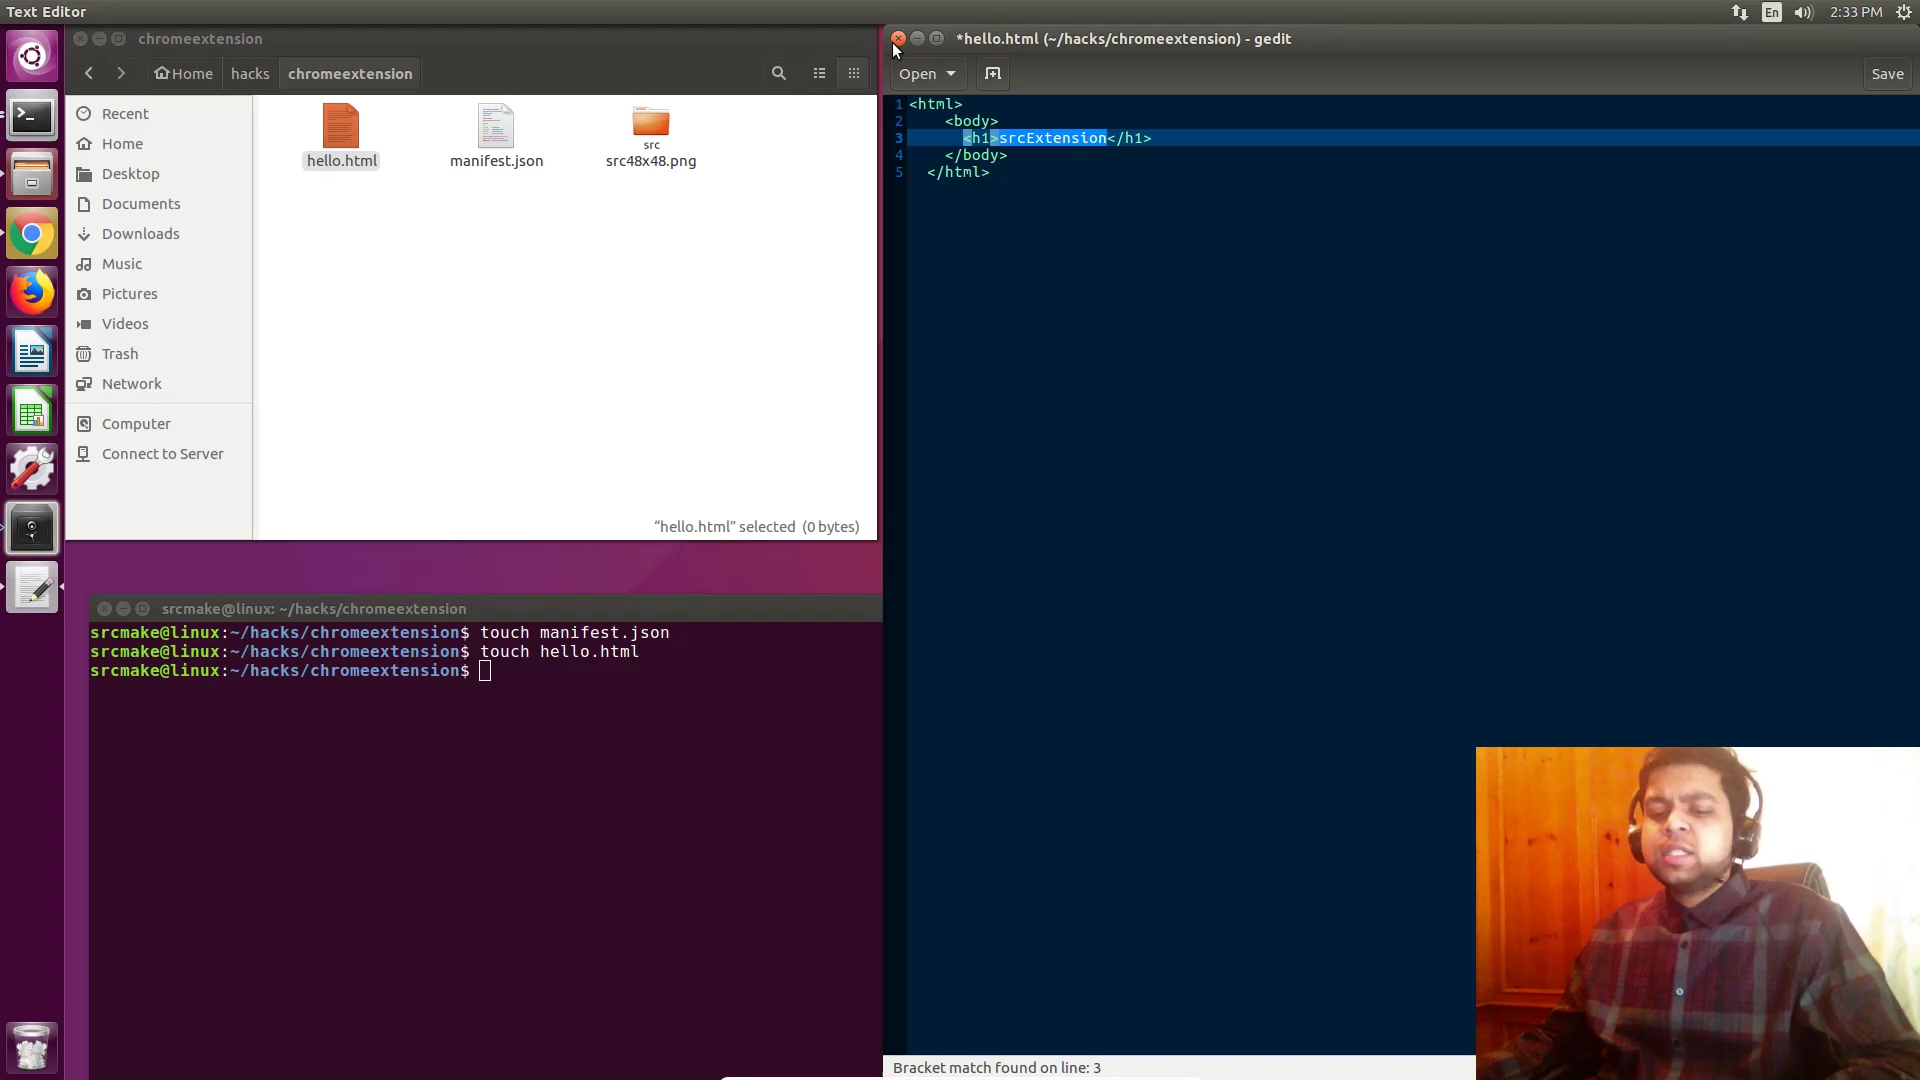 Text Editor
En
2:33 PM
chromeextension
Home
hacks
chromeextension
Recent
Home
Desktop
Documents
Downloads
Music
Pictures
Videos
Trash
Network
Computer
Connect to Server
hello.html
manifest.json
src
src48x48.png
“hello.html” selected (0 bytes)
srcmake@linux: ~/hacks/chromeextension
srcmake@linux:~/hacks/chromeextension$ touch manifest.json
srcmake@linux:~/hacks/chromeextension$ touch hello.html
srcmake@linux:~/hacks/chromeextension$
*hello.html (~/hacks/chromeextension) - gedit
Open
Save
1 <html>
2 <body>
3 <h1>srcExtension</h1>
4 </body>
5 </html>
Bracket match found on line: 3